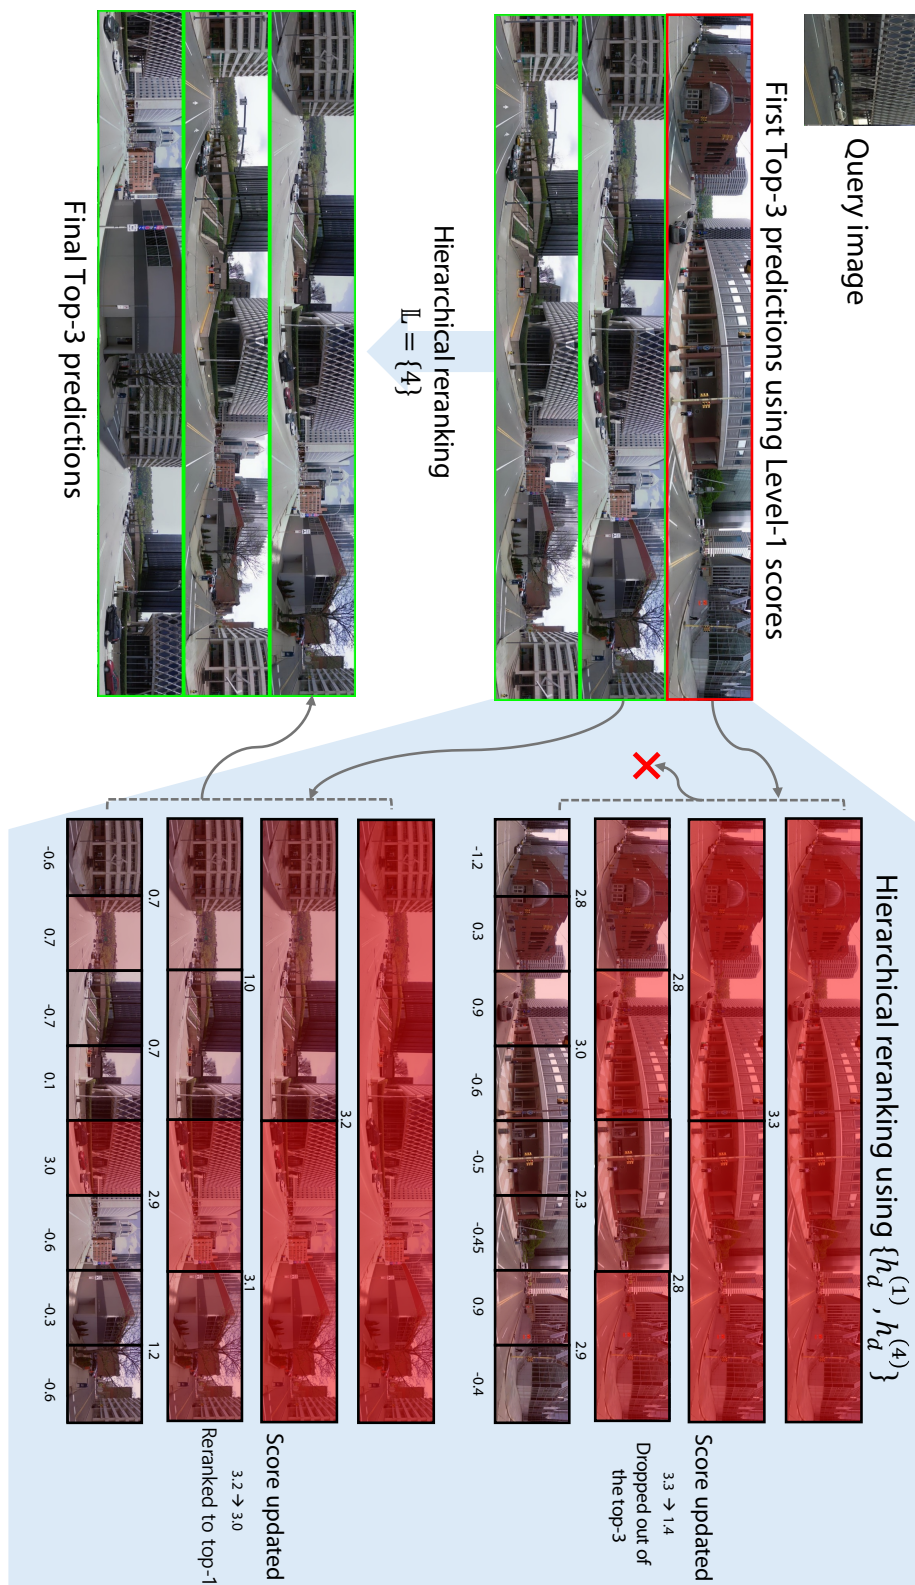 Query image
First Top-3 predictions using Level-1 scores
Hierarchical reranking
𝕃 = {4}
Final Top-3 predictions
Hierarchical reranking using {h_d^(1), h_d^(4)}
3.3
2.8 2.8 3.0 2.3 2.8 2.9
-1.2 0.3 0.9 -0.6 -0.5 -0.45 0.9 -0.4
Score updated
3.3 → 1.4
Dropped out of
the top-3
3.2
0.7 1.0 0.7 2.9 3.1 1.2
-0.6 0.7 -0.7 0.1 3.0 -0.6 -0.3 -0.6
Score updated
3.2 → 3.0
Reranked to top-1